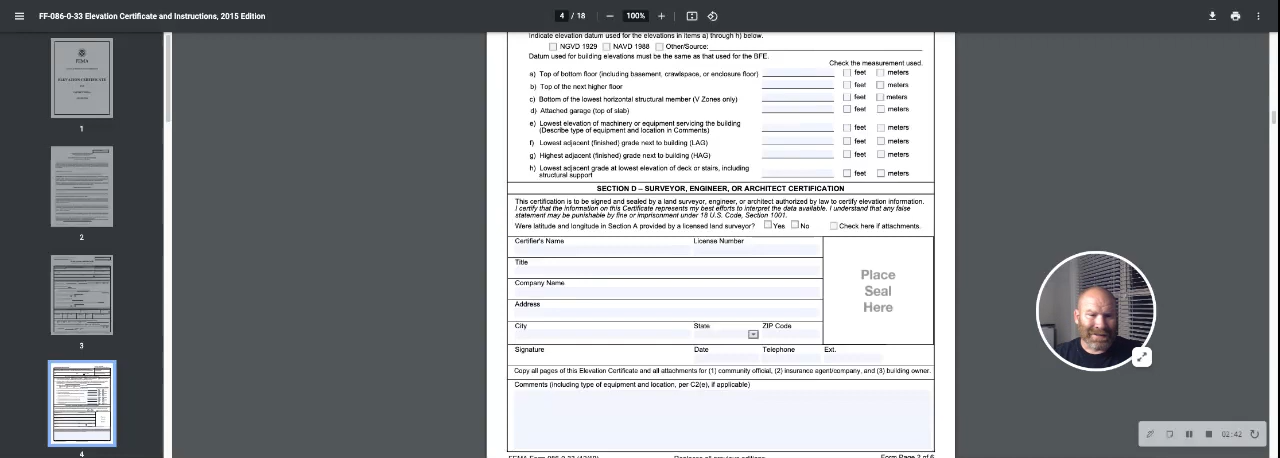 FF-086-0-33 Elevation Certificate and Instructions, 2015 Edition
4 / 18
100%
1
2
3
4
Indicate elevation datum used for the elevations in items a) through h) below.
NGVD 1929 NAVD 1988 Other/Source:
Datum used for building elevations must be the same as that used for the BFE.
Check the measurement used.
a) Top of bottom floor (including basement, crawlspace, or enclosure floor) feet meters
b) Top of the next higher floor feet meters
c) Bottom of the lowest horizontal structural member (V Zones only) feet meters
d) Attached garage (top of slab) feet meters
e) Lowest elevation of machinery or equipment servicing the building
(Describe type of equipment and location in Comments) feet meters
f) Lowest adjacent (finished) grade next to building (LAG) feet meters
g) Highest adjacent (finished) grade next to building (HAG) feet meters
h) Lowest adjacent grade at lowest elevation of deck or stairs, including
structural support feet meters
SECTION D – SURVEYOR, ENGINEER, OR ARCHITECT CERTIFICATION
This certification is to be signed and sealed by a land surveyor, engineer, or architect authorized by law to certify elevation information.
I certify that the information on this Certificate represents my best efforts to interpret the data available. I understand that any false
statement may be punishable by fine or imprisonment under 18 U.S. Code, Section 1001.
Were latitude and longitude in Section A provided by a licensed land surveyor? Yes No Check here if attachments.
Certifier's Name License Number
Title
Company Name
Address
City State ZIP Code
Place
Seal
Here
Signature Date Telephone Ext.
Copy all pages of this Elevation Certificate and all attachments for (1) community official, (2) insurance agent/company, and (3) building owner.
Comments (including type of equipment and location, per C2(e), if applicable)
Form Page 2 of 6
02:42